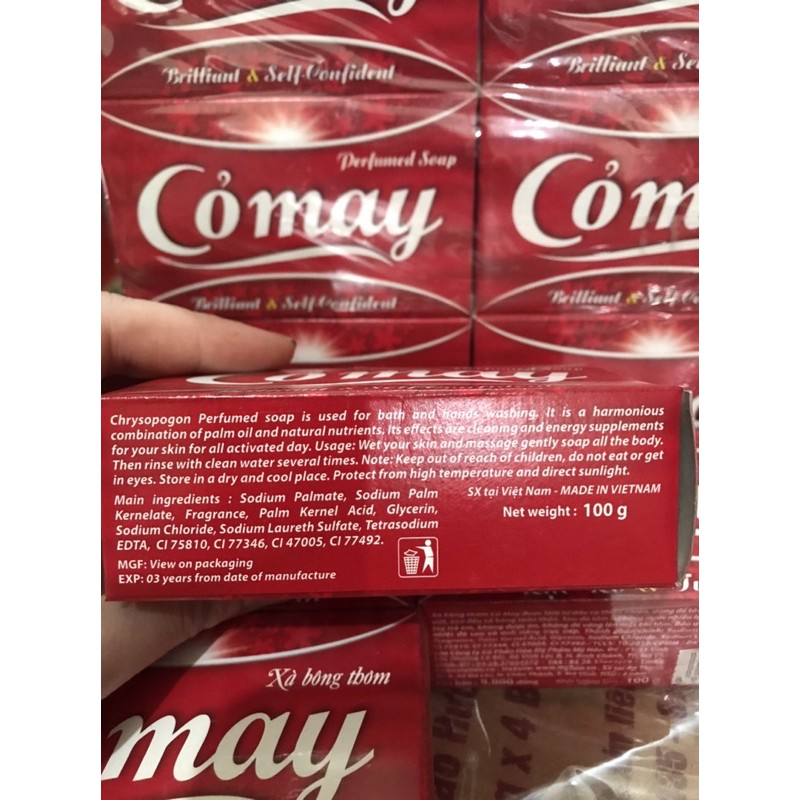 Brilliant & Self-Confident
Brilliant & Se
Perfumed Soap
Cỏmay
Cỏm
Brilliant & Self-Confident
Brilliant & Self-Co
Cỏmay
Chrysopogon Perfumed soap is used for bath and hands washing. It is a harmonious
combination of palm oil and natural nutrients. Its effects are cleaning and energy supplements
for your skin for all activated day. Usage: Wet your skin and massage gently soap all the body.
Then rinse with clean water several times. Note: Keep out of reach of children, do not eat or get
in eyes. Store in a dry and cool place. Protect from high temperature and direct sunlight.
Main ingredients : Sodium Palmate, Sodium Palm
Kernelate, Fragrance, Palm Kernel Acid, Glycerin,
Sodium Chloride, Sodium Laureth Sulfate, Tetrasodium
EDTA, CI 75810, CI 77346, CI 47005, CI 77492.
SX tại Việt Nam - MADE IN VIETNAM
Net weight : 100 g
MGF: View on packaging
EXP: 03 years from date of manufacture
Xà bông thơm
may